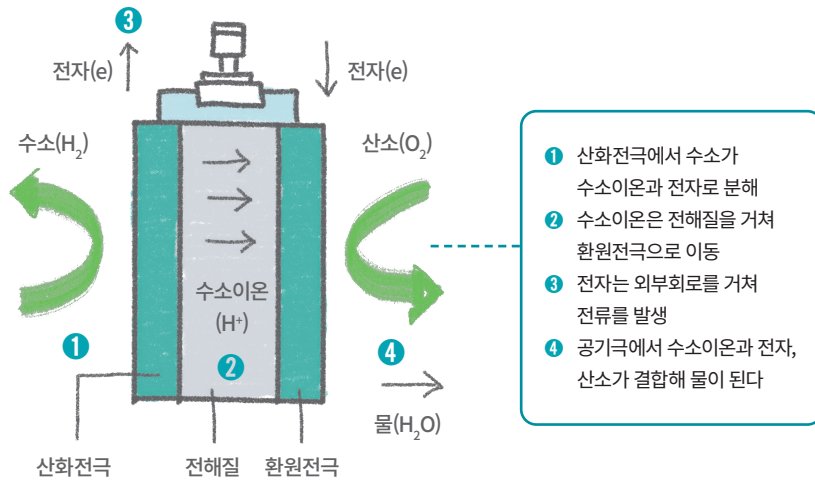 ③
전자(e)
전자(e)
수소(H₂)
산소(O₂)
수소이온
(H⁺)
①
②
④
물(H₂O)
산화전극
전해질
환원전극
① 산화전극에서 수소가
수소이온과 전자로 분해
② 수소이온은 전해질을 거쳐
환원전극으로 이동
③ 전자는 외부회로를 거쳐
전류를 발생
④ 공기극에서 수소이온과 전자,
산소가 결합해 물이 된다